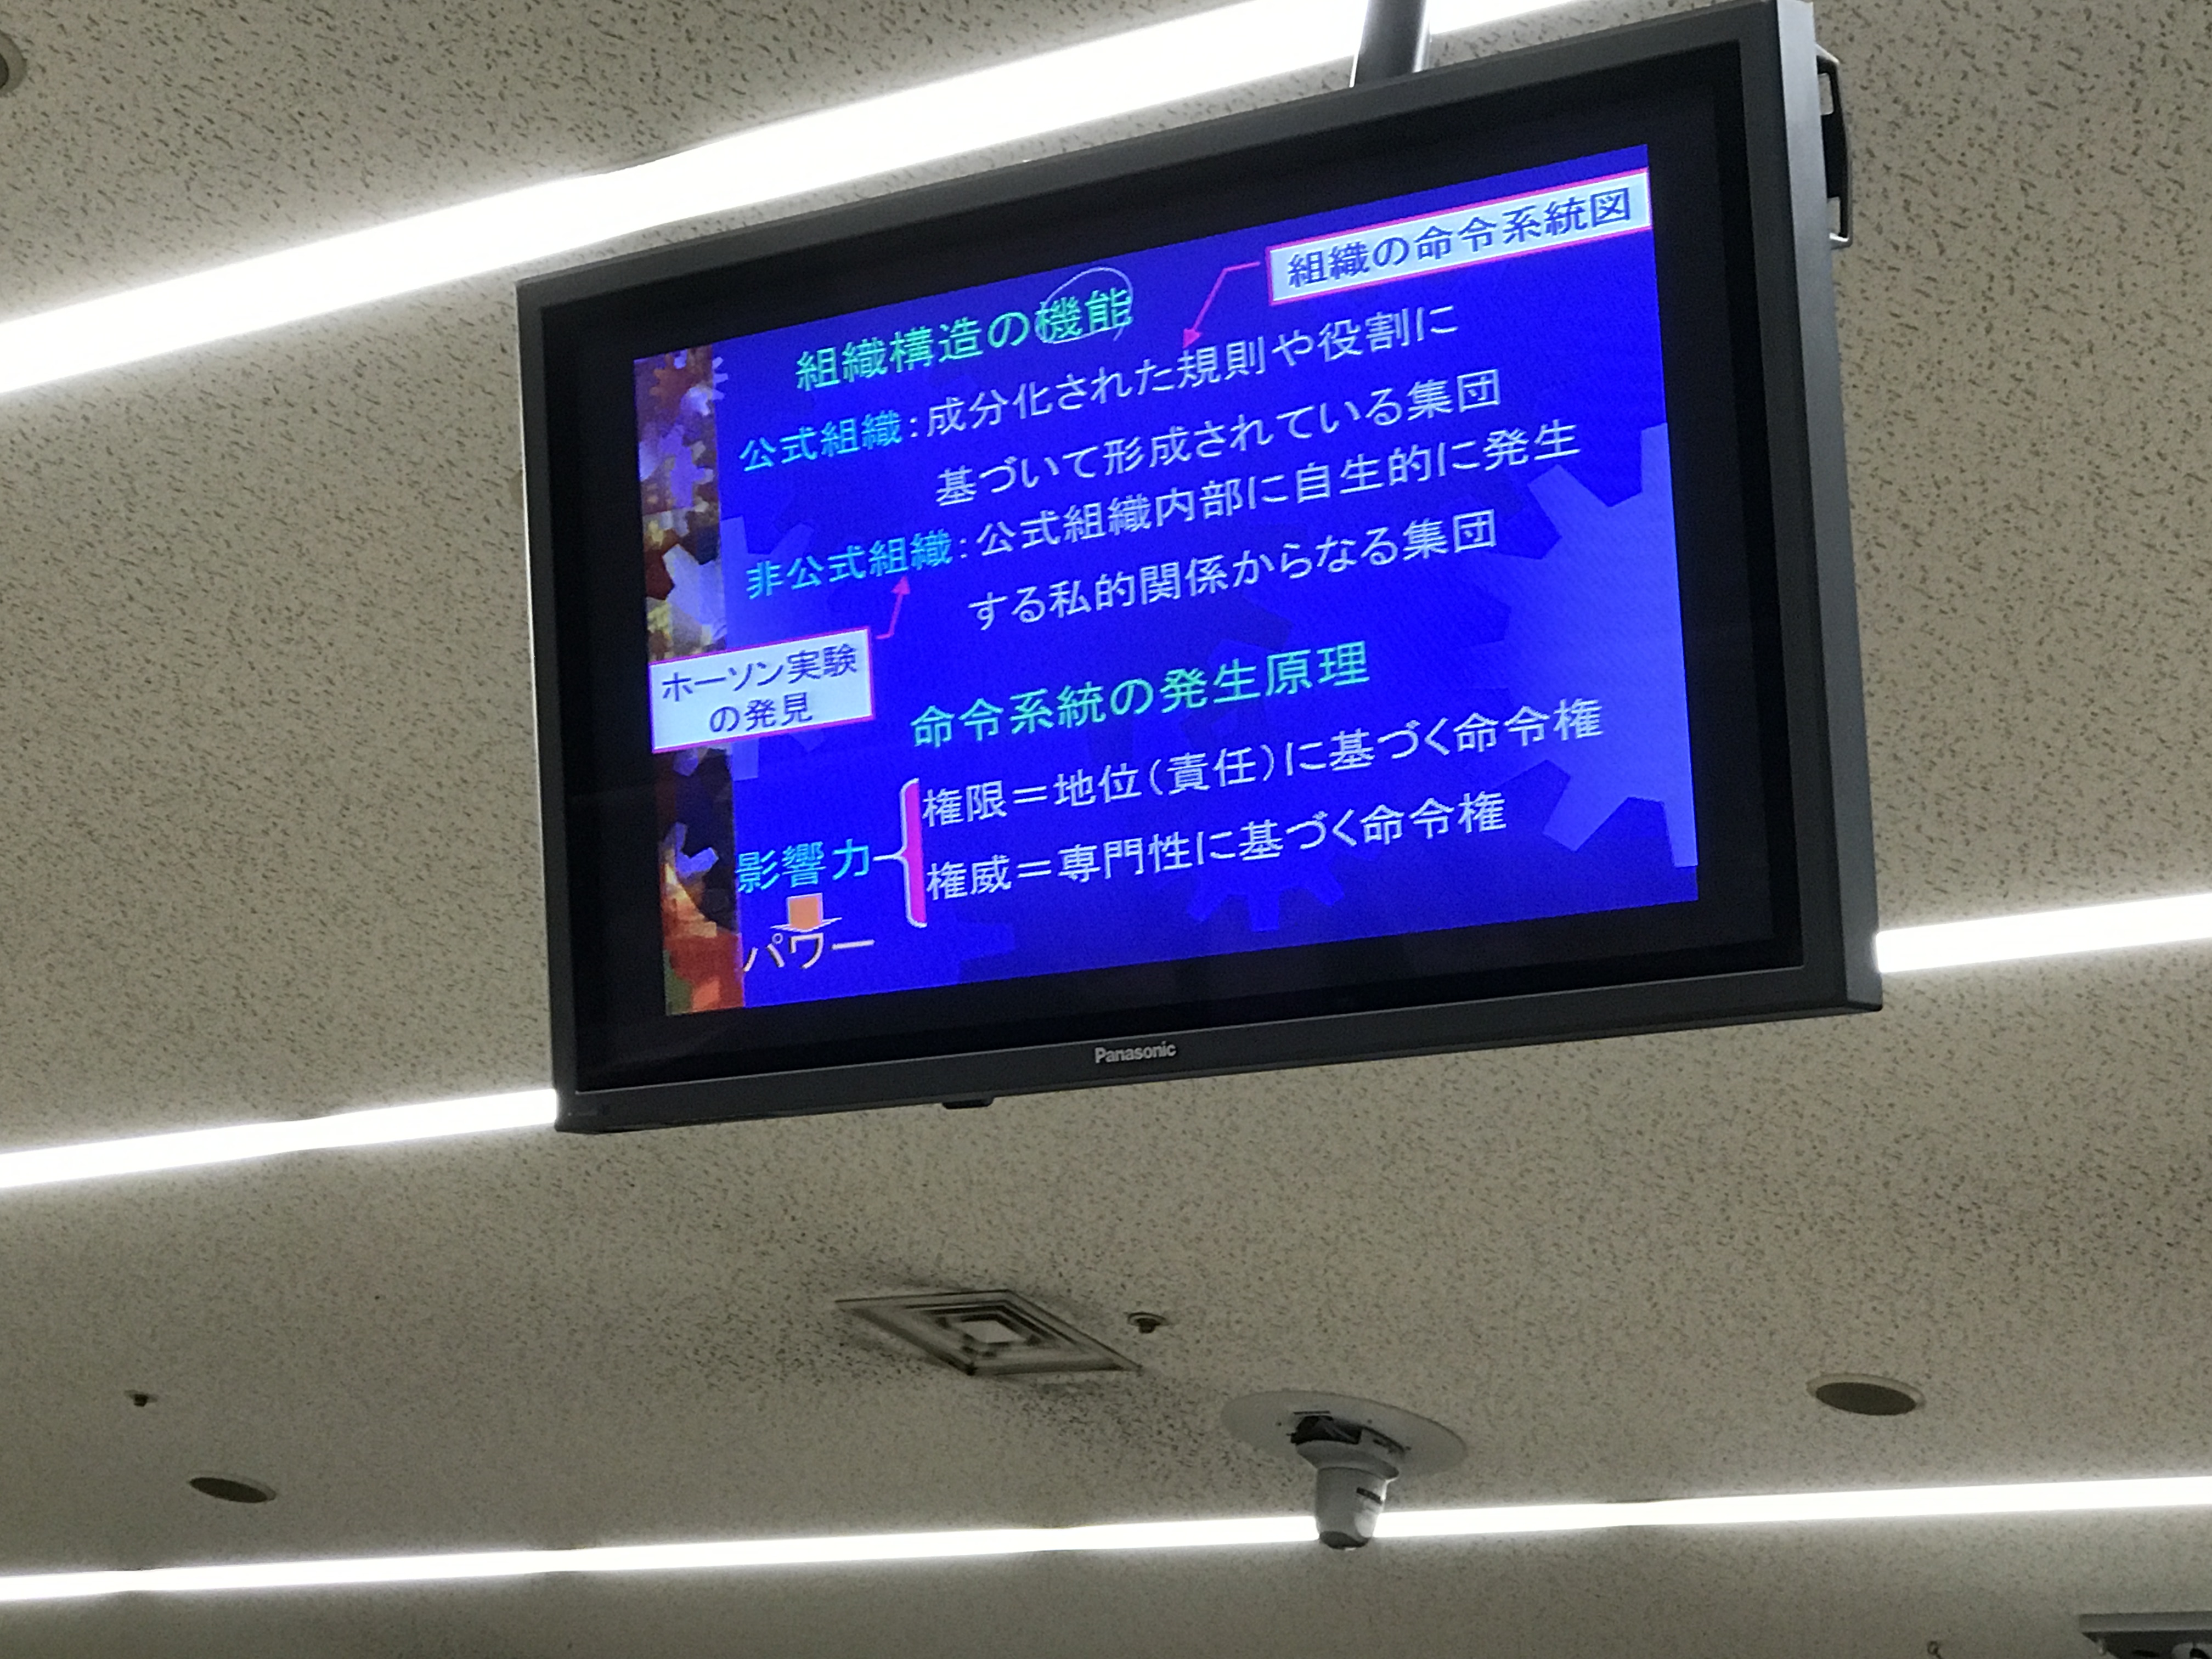 組織の命令系統図
組織構造の機能
公式組織：成分化された規則や役割に
基づいて形成されている集団
非公式組織：公式組織内部に自生的に発生
する私的関係からなる集団
ホーソン実験
の発見
命令系統の発生原理
権限＝地位（責任）に基づく命令権
影響力
権威＝専門性に基づく命令権
パワー
Panasonic